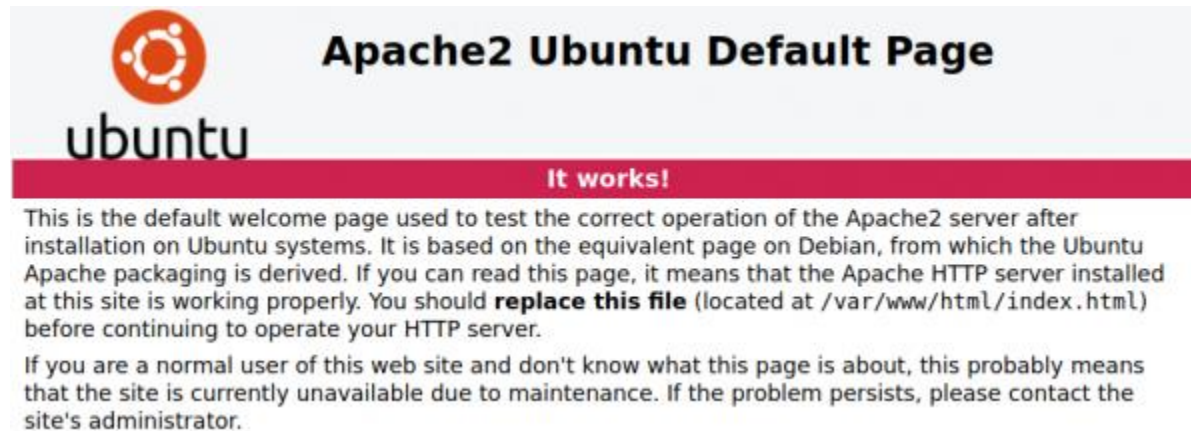 ubuntu
Apache2 Ubuntu Default Page
It works!
This is the default welcome page used to test the correct operation of the Apache2 server after
installation on Ubuntu systems. It is based on the equivalent page on Debian, from which the Ubuntu
Apache packaging is derived. If you can read this page, it means that the Apache HTTP server installed
at this site is working properly. You should replace this file (located at /var/www/html/index.html)
before continuing to operate your HTTP server.
If you are a normal user of this web site and don't know what this page is about, this probably means
that the site is currently unavailable due to maintenance. If the problem persists, please contact the
site's administrator.